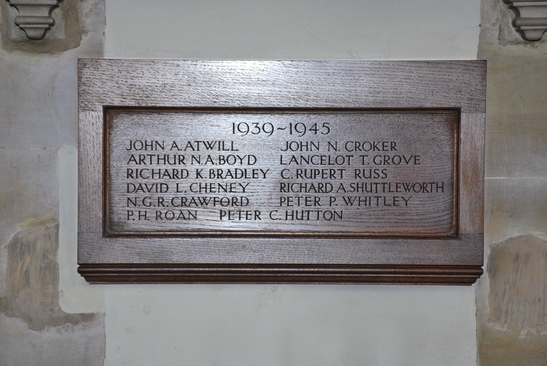 1939~1945
JOHN A. ATWILL JOHN N. CROKER
ARTHUR N.A. BOYD LANCELOT T. GROVE
RICHARD K. BRADLEY C. RUPERT RUSS
DAVID L. CHENEY RICHARD A. SHUTTLEWORTH
N.G.R. CRAWFORD PETER P. WHITLEY
P.H. ROAN PETER C. HUTTON